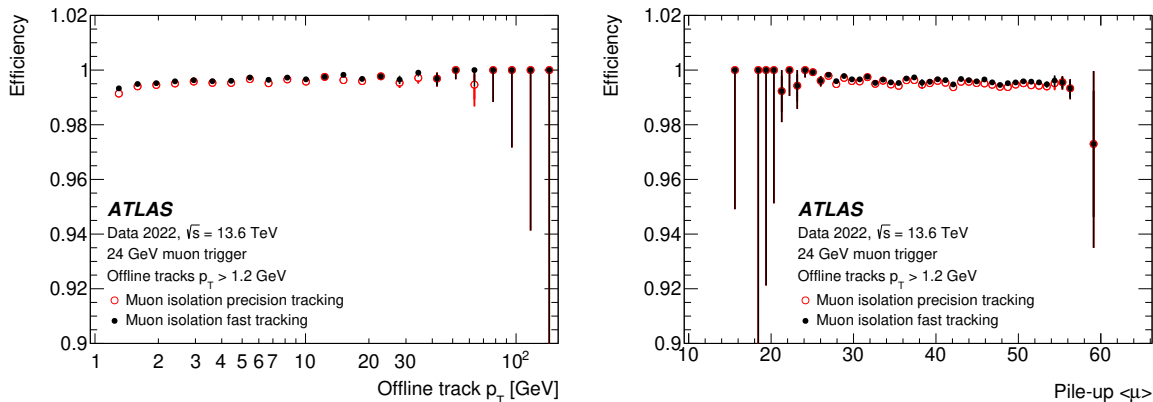 Efficiency
1.02
1
0.98
0.96
0.94
0.92
0.9
ATLAS
Data 2022, √s = 13.6 TeV
24 GeV muon trigger
Offline tracks p_T > 1.2 GeV
Muon isolation precision tracking
Muon isolation fast tracking
1 2 3 4 5 6 7 10 20 30 10²
Offline track p_T [GeV]
Efficiency
1.02
1
0.98
0.96
0.94
0.92
0.9
ATLAS
Data 2022, √s = 13.6 TeV
24 GeV muon trigger
Offline tracks p_T > 1.2 GeV
Muon isolation precision tracking
Muon isolation fast tracking
10 20 30 40 50 60
Pile-up <μ>